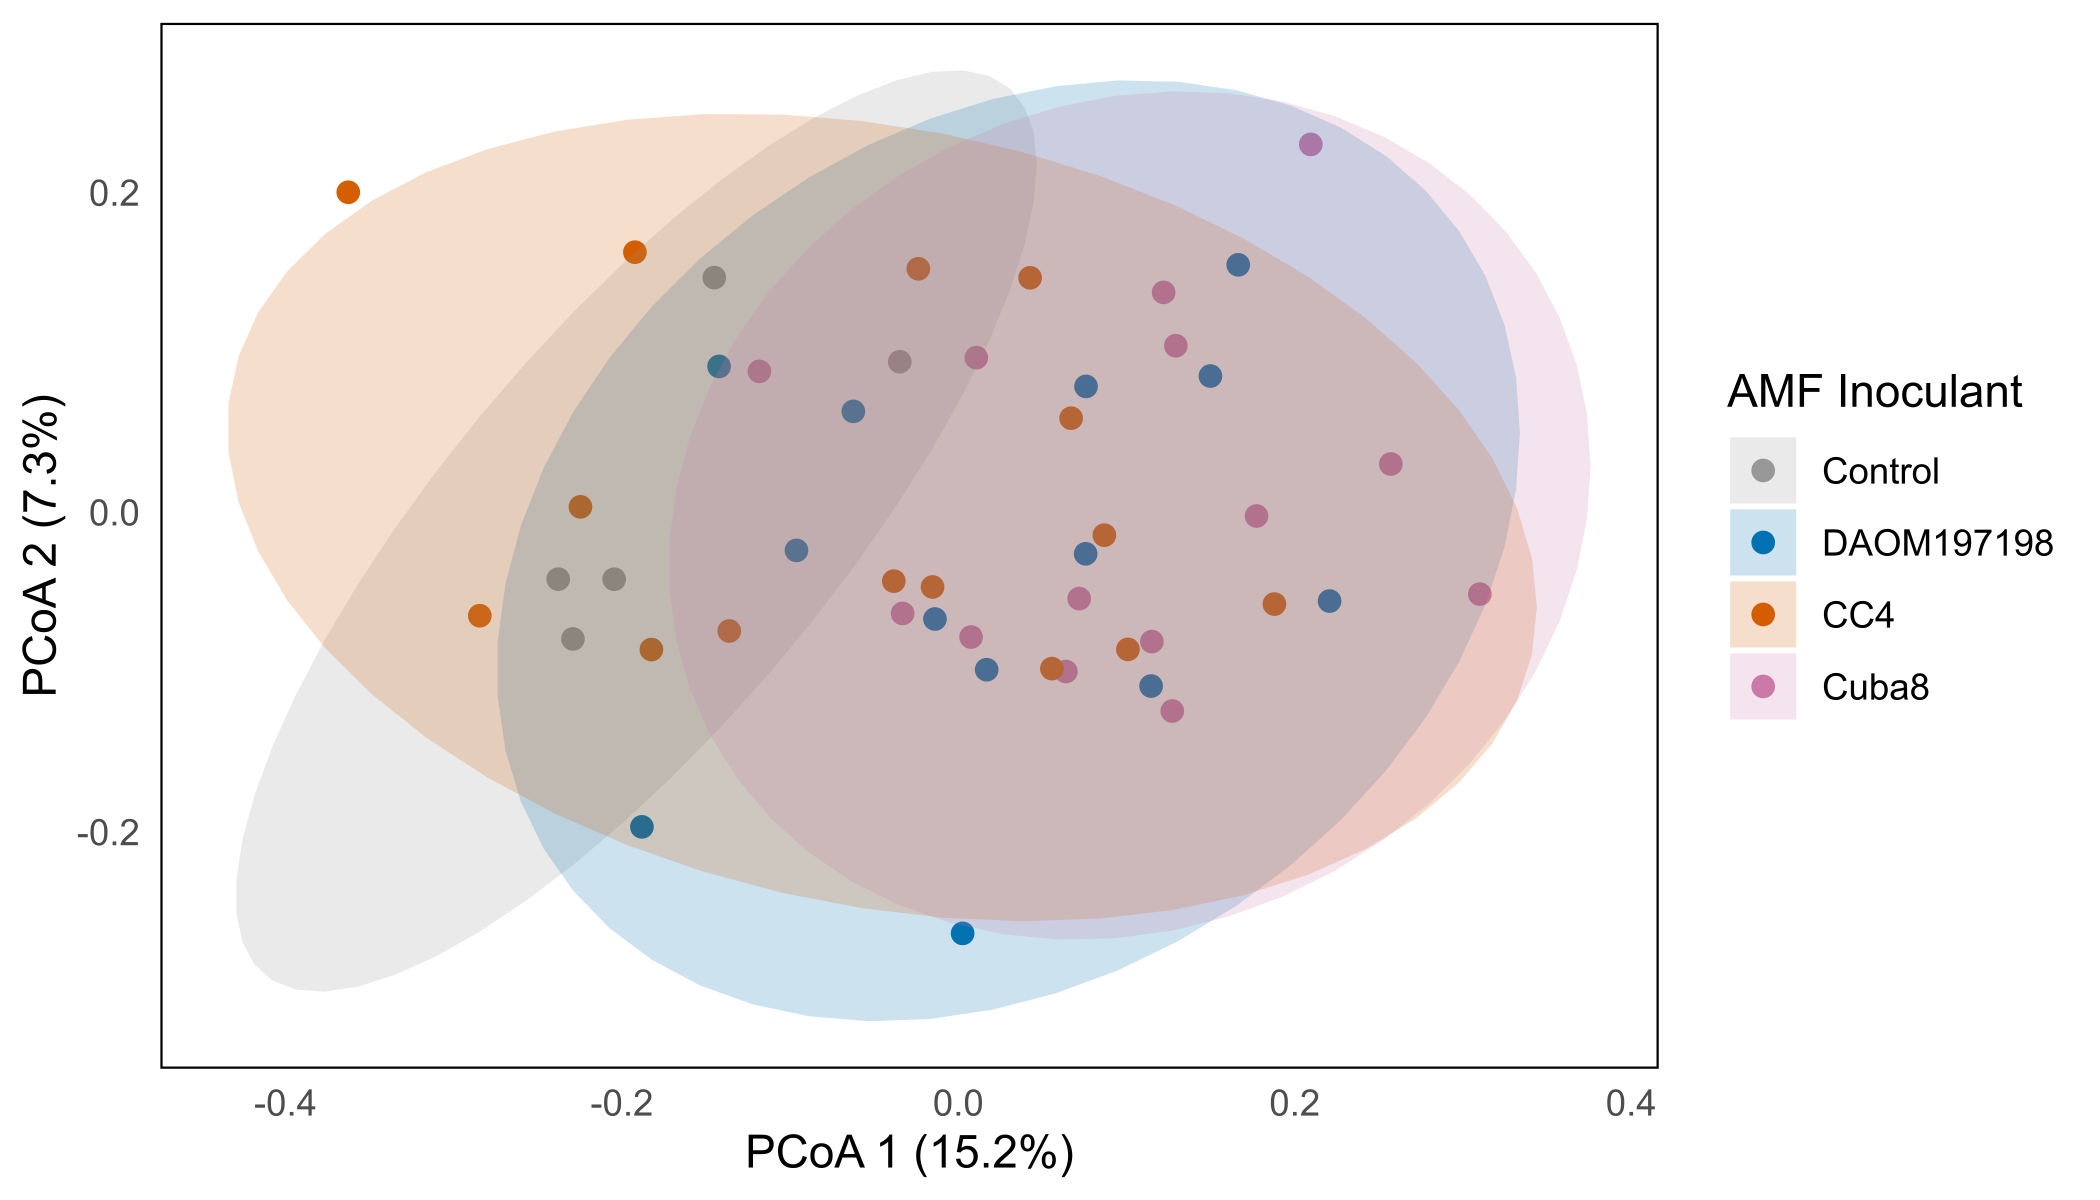 0.2
0.0
-0.2
PCoA 2 (7.3%)
-0.4
-0.2
0.0
0.2
0.4
PCoA 1 (15.2%)
AMF Inoculant
Control
DAOM197198
CC4
Cuba8